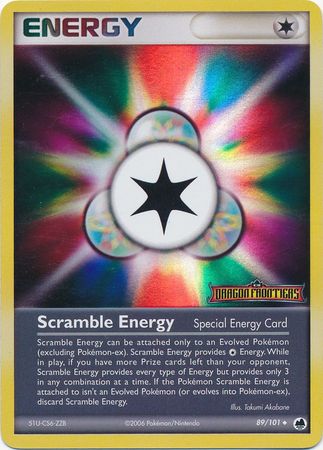 ENERGY
DRAGON FRONTIERS
Scramble Energy Special Energy Card
Scramble Energy can be attached only to an Evolved Pokémon
(excluding Pokémon-ex). Scramble Energy provides Energy.While
in play, if you have more Prize cards left than your opponent,
Scramble Energy provides every type of Energy but provides only 3
in any combination at a time. If the Pokémon Scramble Energy is
attached to isn't an Evolved Pokémon (or evolves into Pokémon-ex),
discard Scramble Energy.
Illus. Takumi Akabane
51U-CS6-ZZB ©2006 Pokémon/Nintendo 89/101